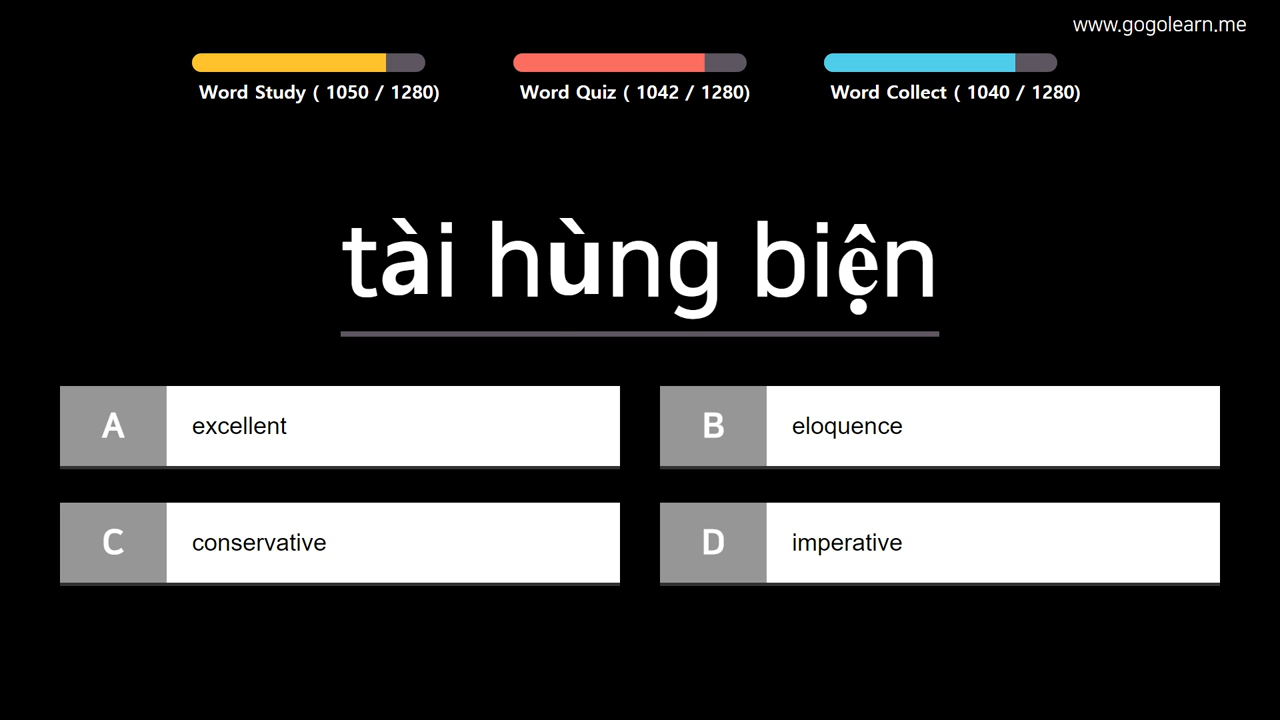 www.gogolearn.me
Word Study ( 1050 / 1280)
Word Quiz ( 1042 / 1280)
Word Collect ( 1040 / 1280)
tài hùng biện
A excellent
B eloquence
C conservative
D imperative